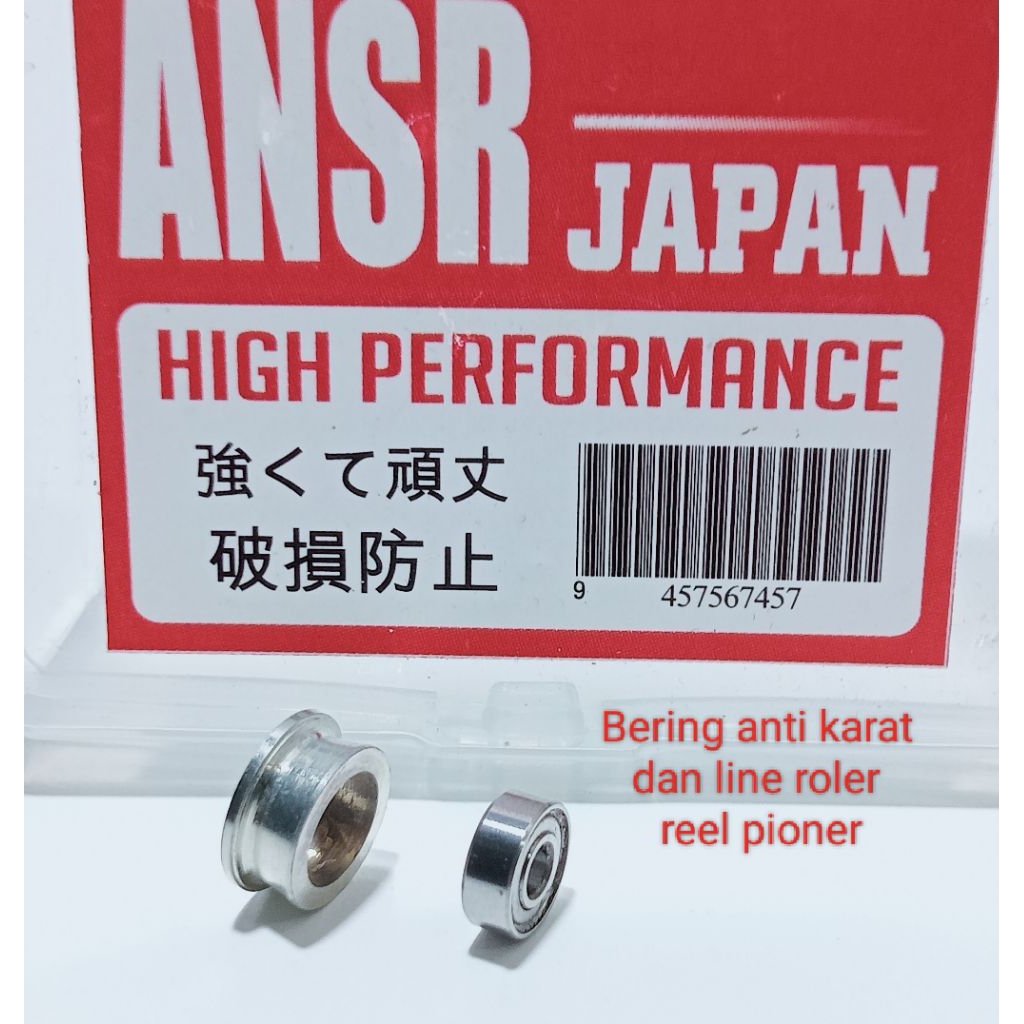 ANSR
JAPAN
HIGH PERFORMANCE
強くて頑丈
破損防止
9 457567457
Bering anti karat
dan line roler
reel pioner